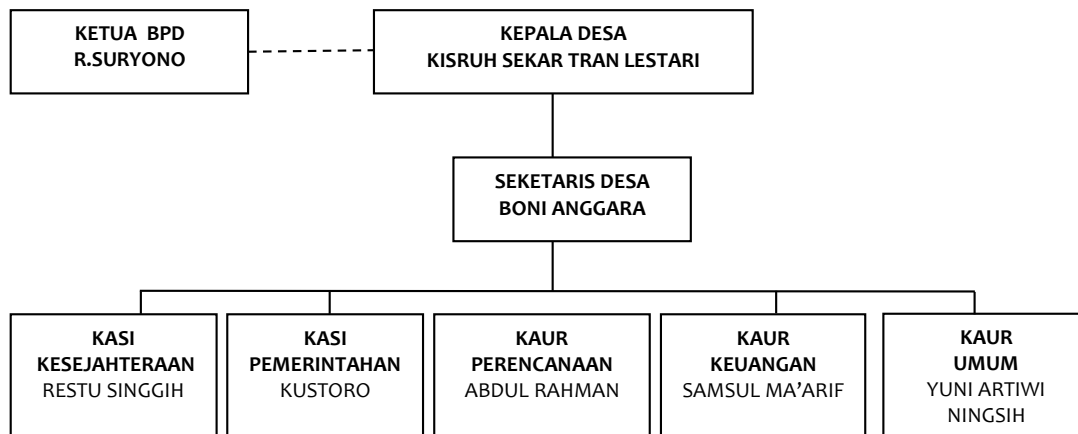 KETUA  BPD
R.SURYONO
KEPALA DESA
KISRUH SEKAR TRAN LESTARI
SEKETARIS DESA
BONI ANGGARA
KASI
KESEJAHTERAAN
RESTU SINGGIH
KASI
PEMERINTAHAN
KUSTORO
KAUR
PERENCANAAN
ABDUL RAHMAN
KAUR
KEUANGAN
SAMSUL MA’ARIF
KAUR
UMUM
YUNI ARTIWI
NINGSIH